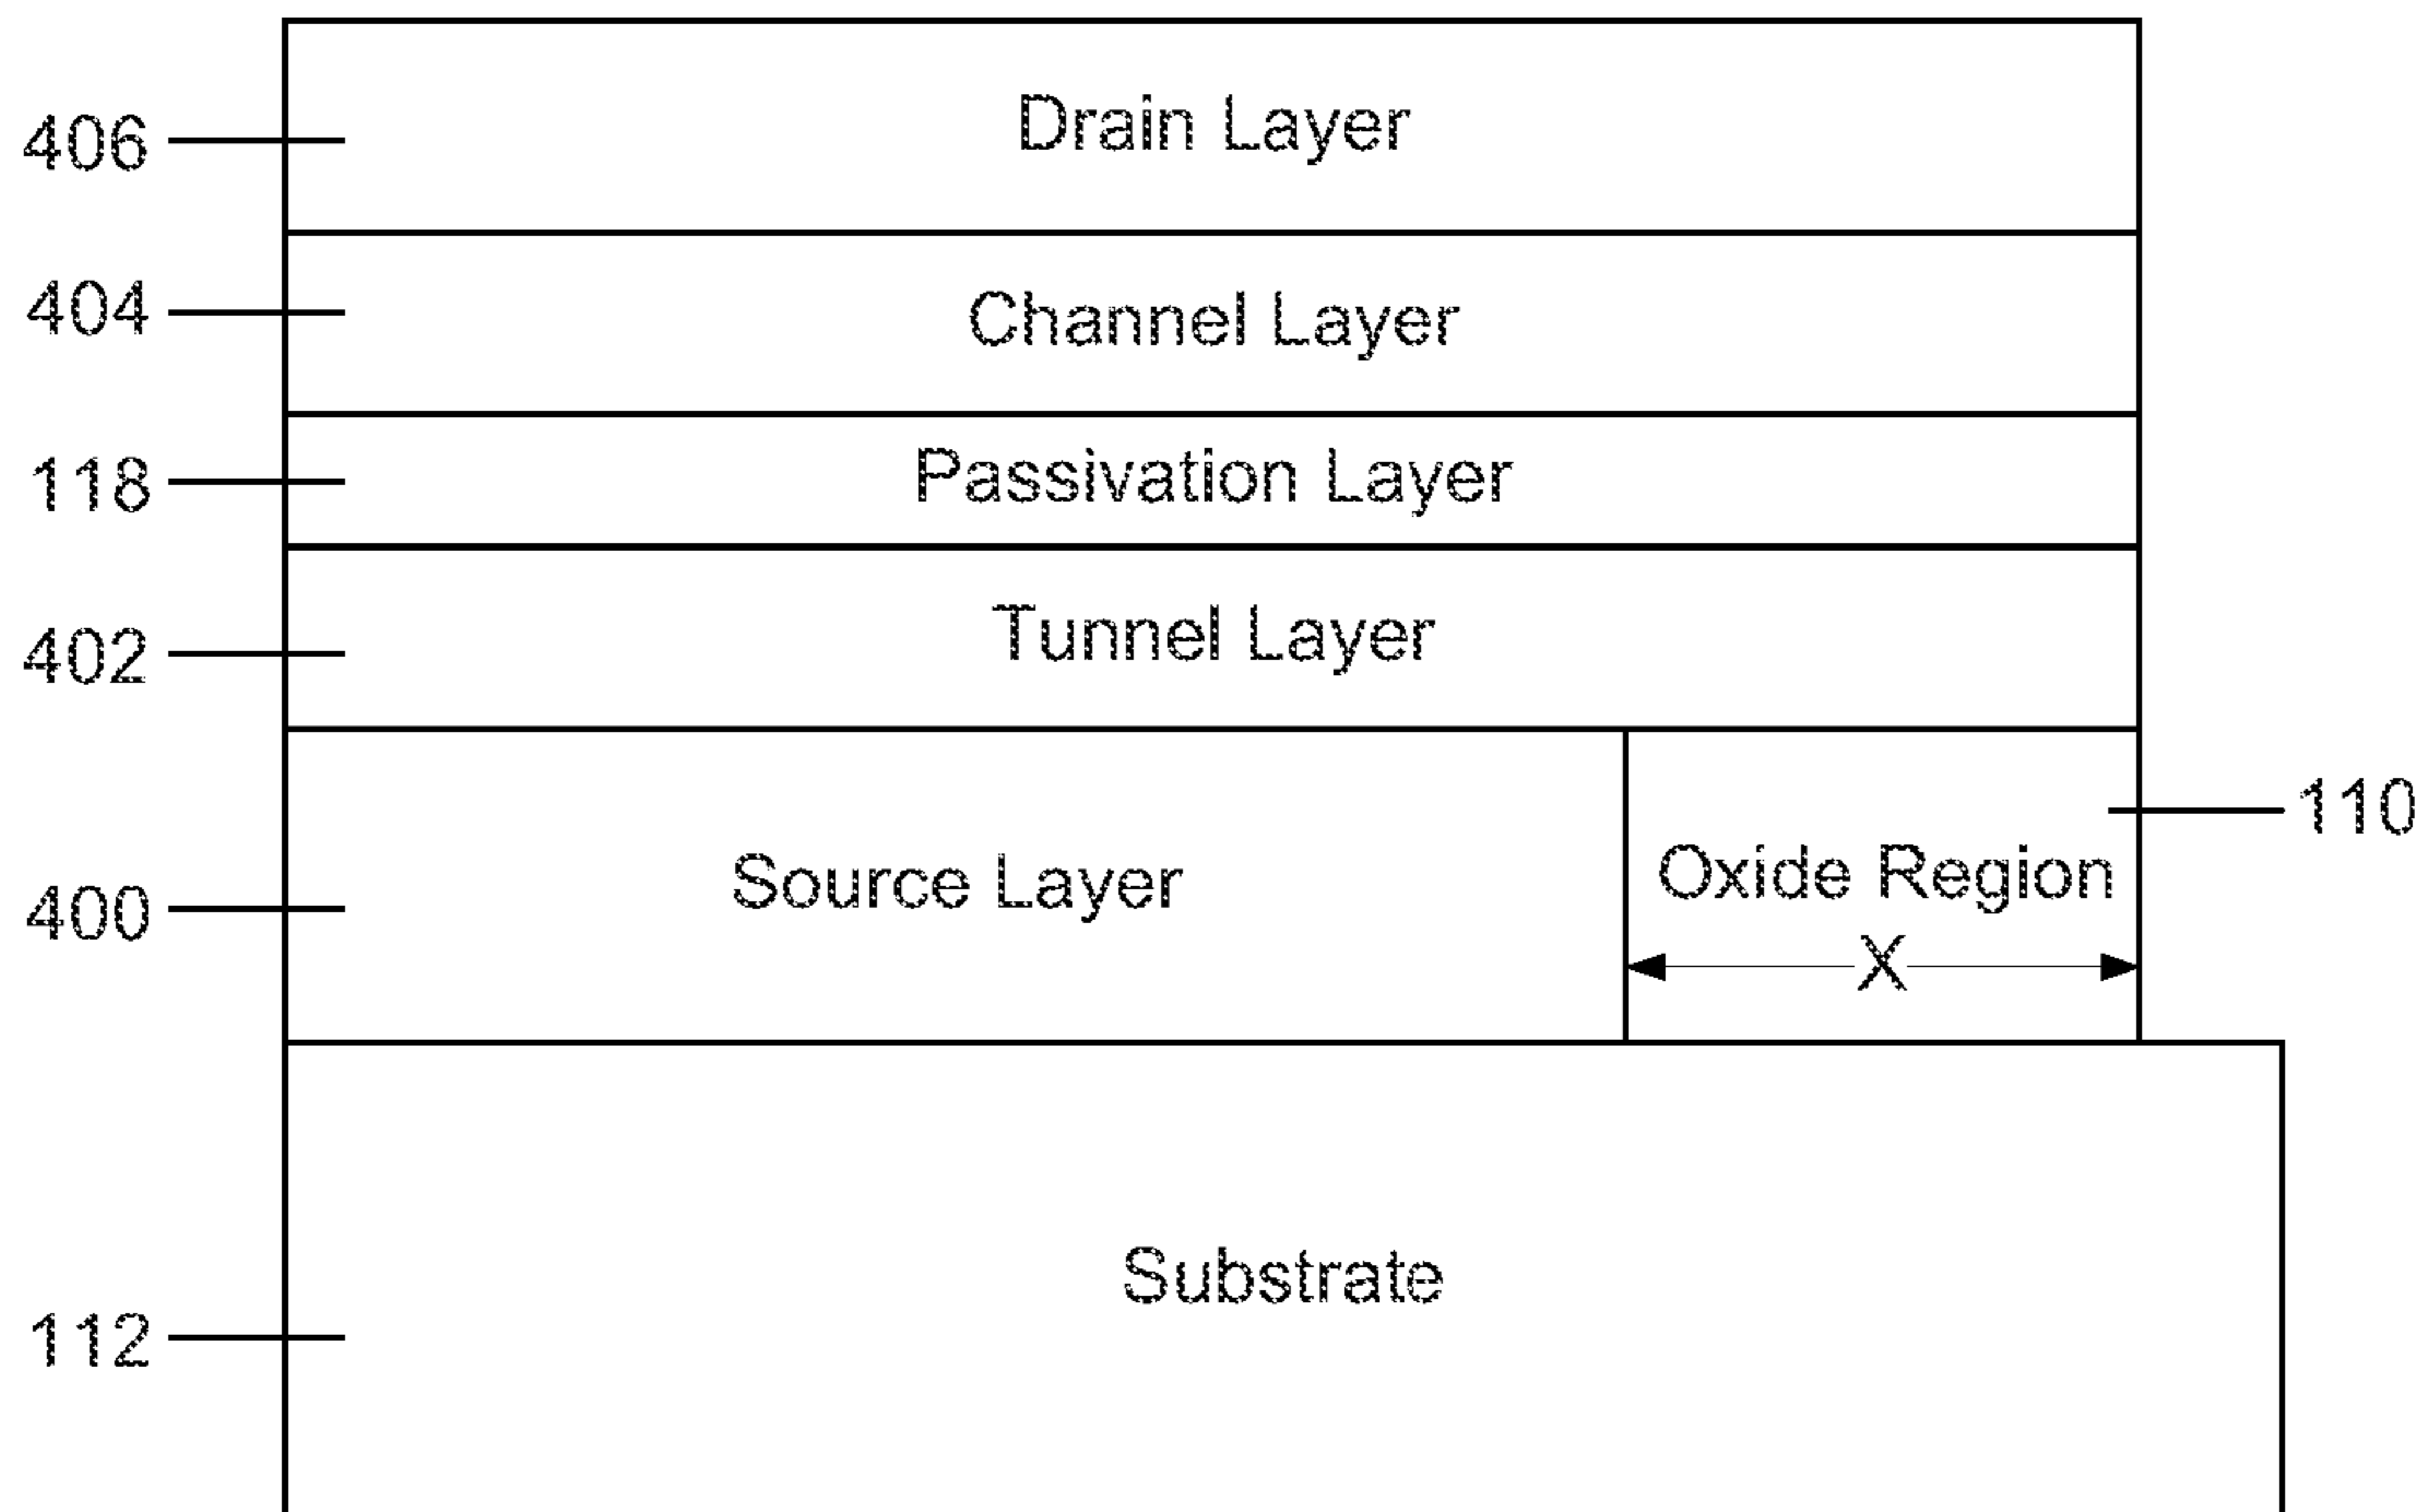 406
Drain Layer
404
Channel Layer
118
Passivation Layer
402
Tunnel Layer
110
Oxide Region
400
Source Layer
X
Substrate
112